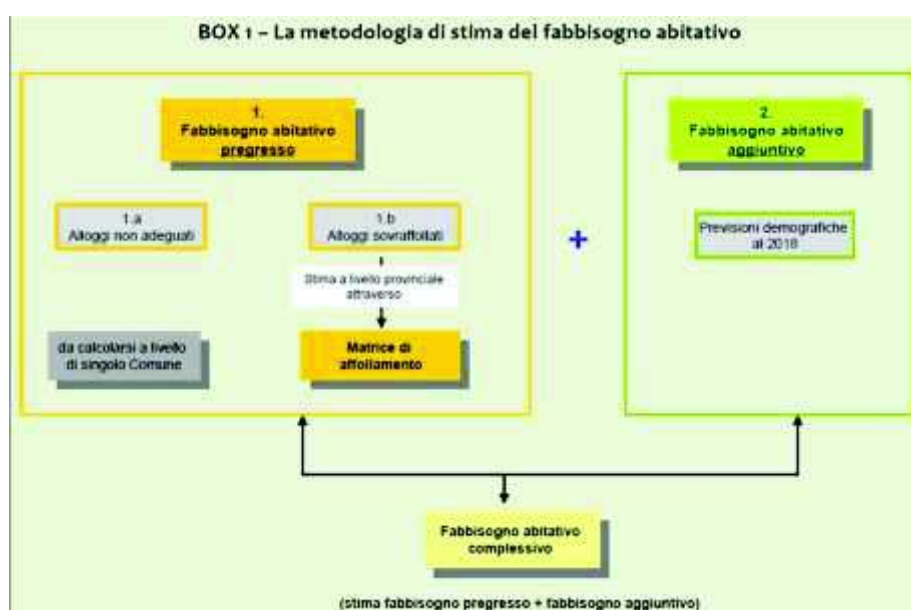 BOX 1 – La metodologia di stima del fabbisogno abitativo
1.
Fabbisogno abitativo
pregresso
1.a
Alloggi non adeguati
da calcolarsi a livello
di singolo Comune
1.b
Alloggi sovraffollati
Stima a livello provinciale
attraverso
Matrice di
affollamento
+
2.
Fabbisogno abitativo
aggiuntivo
Previsioni demografiche
al 2018
Fabbisogno abitativo
complessivo
(stima fabbisogno pregresso + fabbisogno aggiuntivo)